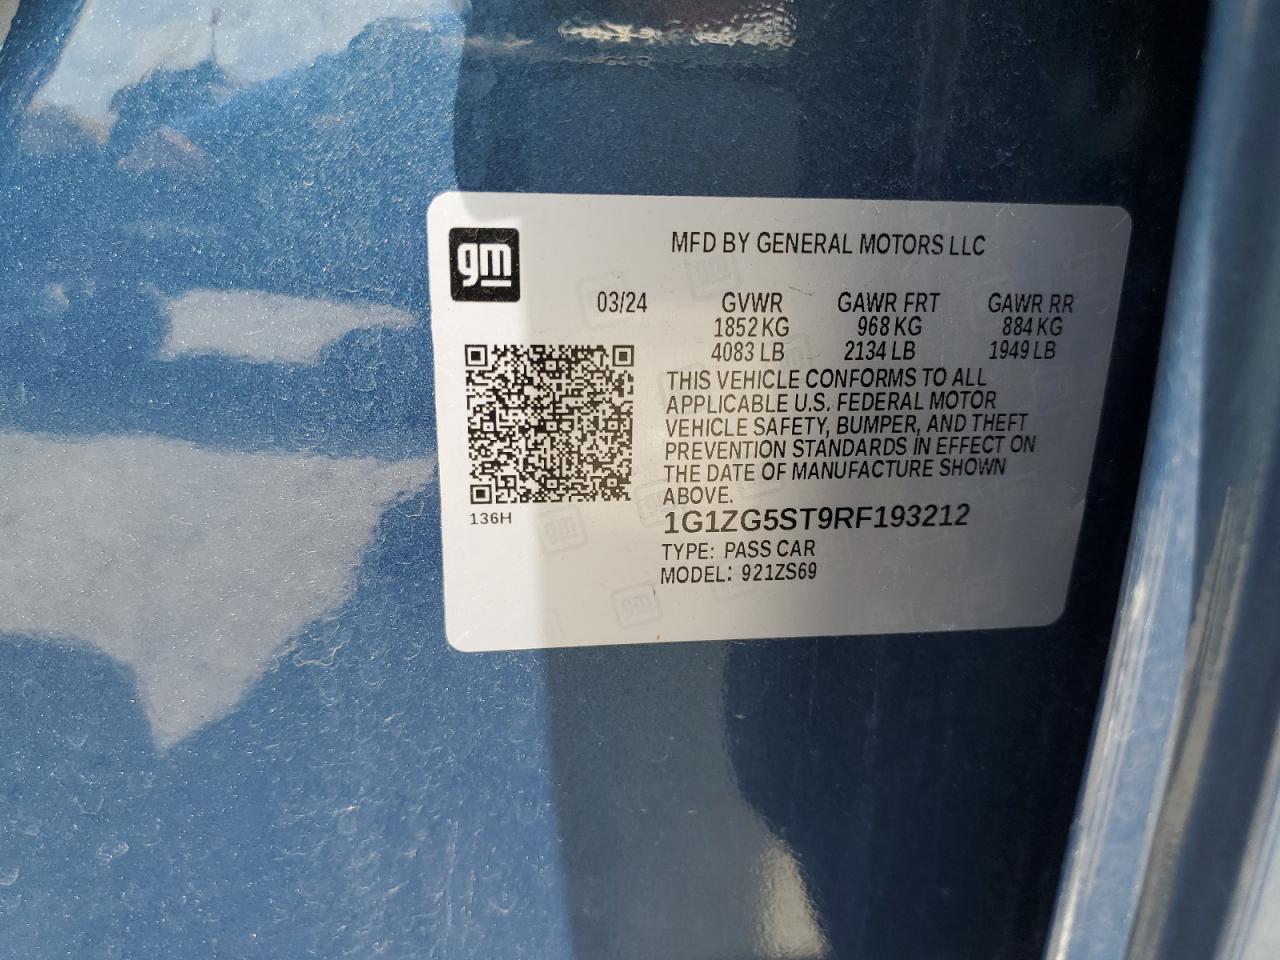 gm
MFD BY GENERAL MOTORS LLC
03/24 GVWR GAWR FRT GAWR RR
1852 KG 968 KG 884 KG
4083 LB 2134 LB 1949 LB
THIS VEHICLE CONFORMS TO ALL
APPLICABLE U.S. FEDERAL MOTOR
VEHICLE SAFETY, BUMPER, AND THEFT
PREVENTION STANDARDS IN EFFECT ON
THE DATE OF MANUFACTURE SHOWN
ABOVE.
136H
1G1ZG5ST9RF193212
TYPE: PASS CAR
MODEL: 921ZS69